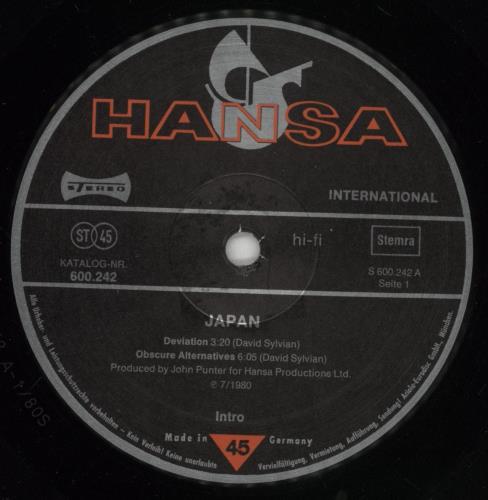 HANSA
STEREO
INTERNATIONAL
ST 45
hi-fi
Stemra
KATALOG-NR.
600.242
S 600.242 A
Seite 1
JAPAN
Deviation 3:20 (David Sylvian)
Obscure Alternatives 6:05 (David Sylvian)
Produced by John Punter for Hansa Productions Ltd.
℗ 7/1980
Intro
Made in 45 Germany
Alle Urheber- und Leistungsschutzrechte vorbehalten - Kein Verleih! Keine unerlaubte Vervielfältigung, Vermietung, Aufführung, Sendung! Ariola-Eurodisc GmbH, München.